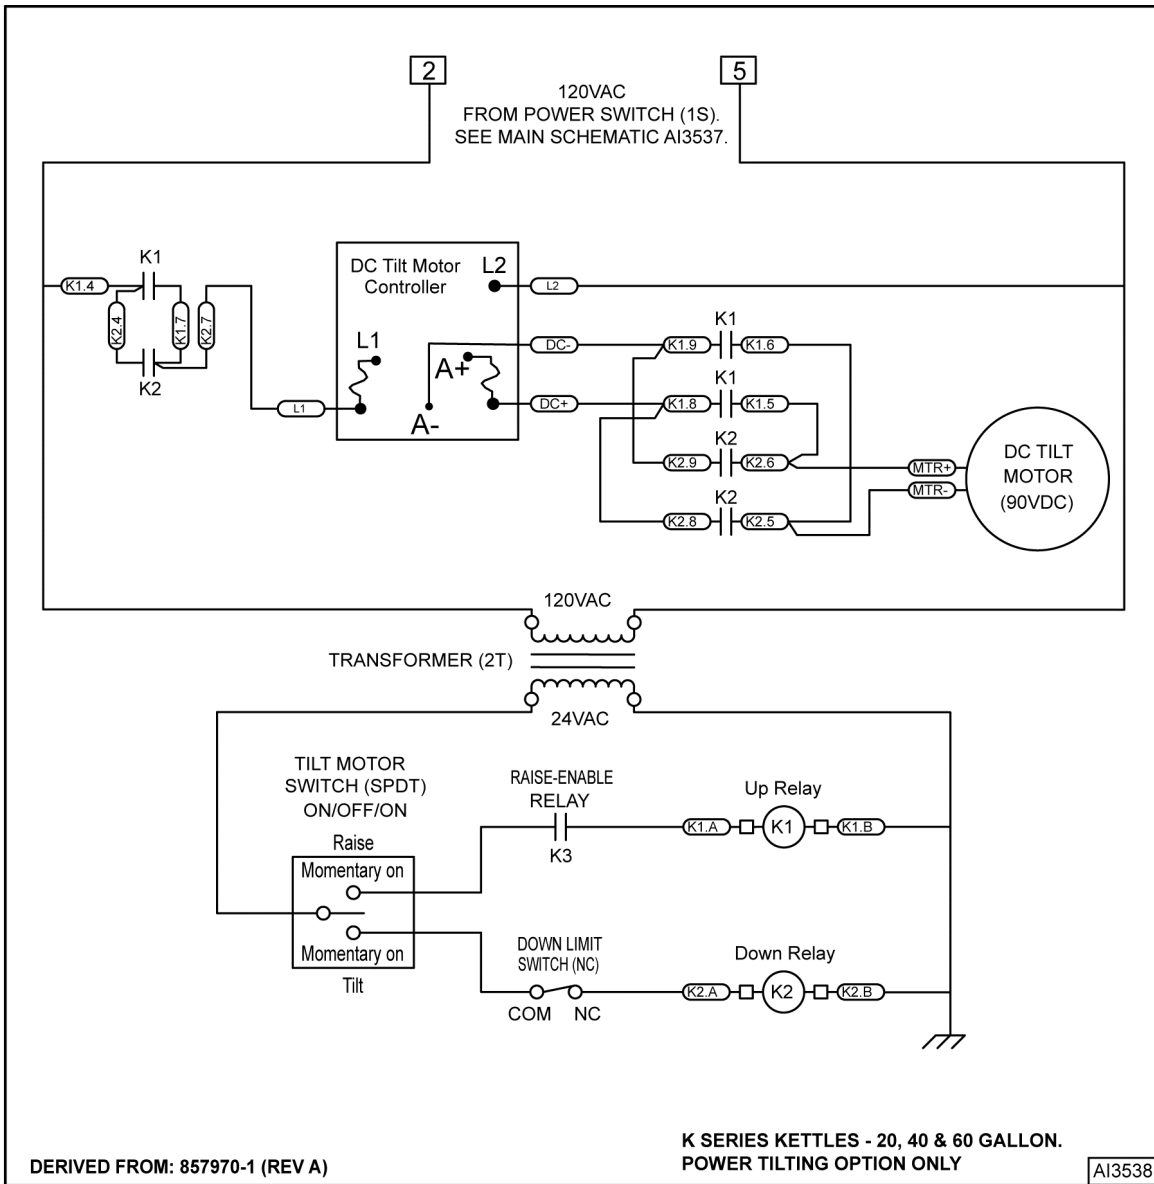 2
5
120VAC
FROM POWER SWITCH (1S).
SEE MAIN SCHEMATIC AI3537.
K1
K1.4
K2.4
K1.7
K2.7
K2
DC Tilt Motor
Controller
L2
L2
L1
L1
A+
A-
DC-
DC+
K1
K1.9
K1.6
K1
K1.8
K1.5
K2
K2.9
K2.6
K2
K2.8
K2.5
MTR+
MTR-
DC TILT
MOTOR
(90VDC)
120VAC
TRANSFORMER (2T)
24VAC
TILT MOTOR
SWITCH (SPDT)
ON/OFF/ON
Raise
Momentary on
Momentary on
Tilt
RAISE-ENABLE
RELAY
K3
Up Relay
K1.A
K1
K1.B
DOWN LIMIT
SWITCH (NC)
COM NC
Down Relay
K2.A
K2
K2.B
DERIVED FROM: 857970-1 (REV A)
K SERIES KETTLES - 20, 40 & 60 GALLON.
POWER TILTING OPTION ONLY
AI3538